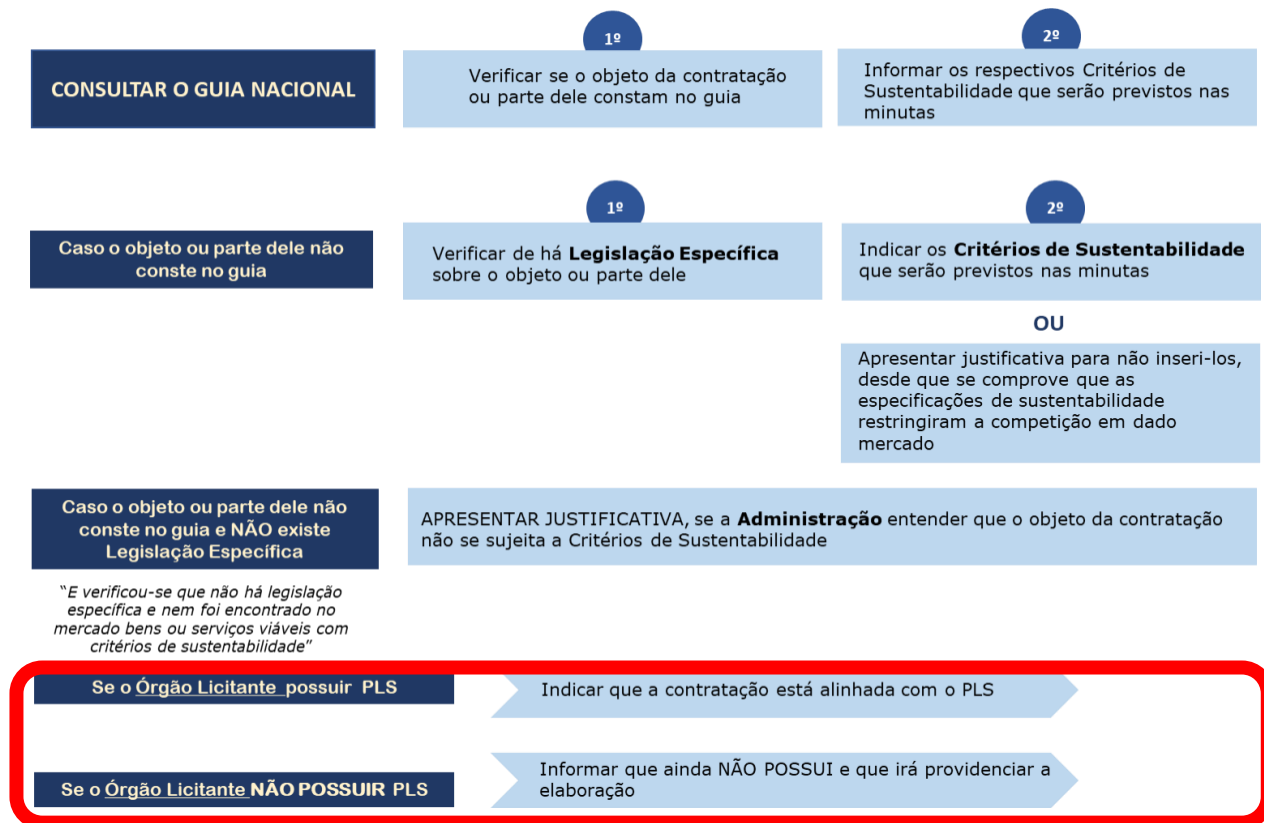 1º
2º
CONSULTAR O GUIA NACIONAL
Verificar se o objeto da contratação
ou parte dele constam no guia
Informar os respectivos Critérios de
Sustentabilidade que serão previstos nas
minutas
1º
2º
Caso o objeto ou parte dele não
conste no guia
Verificar de há Legislação Específica
sobre o objeto ou parte dele
Indicar os Critérios de Sustentabilidade
que serão previstos nas minutas
OU
Apresentar justificativa para não inseri-los,
desde que se comprove que as
especificações de sustentabilidade
restringiram a competição em dado
mercado
Caso o objeto ou parte dele não
conste no guia e NÃO existe
Legislação Específica
APRESENTAR JUSTIFICATIVA, se a Administração entender que o objeto da contratação
não se sujeita a Critérios de Sustentabilidade
"E verificou-se que não há legislação
específica e nem foi encontrado no
mercado bens ou serviços viáveis com
critérios de sustentabilidade"
Se o Órgão Licitante possuir PLS
Indicar que a contratação está alinhada com o PLS
Se o Órgão Licitante NÃO POSSUIR PLS
Informar que ainda NÃO POSSUI e que irá providenciar a
elaboração